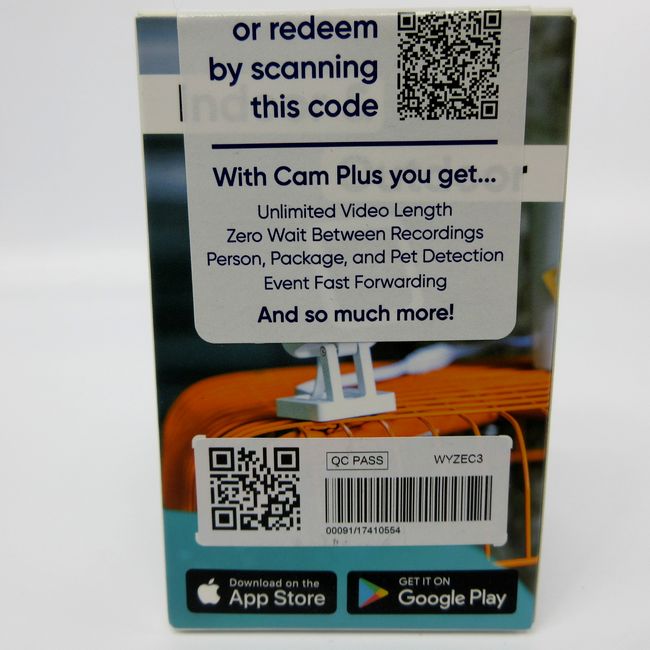 or redeem
by scanning
this code
With Cam Plus you get...
Unlimited Video Length
Zero Wait Between Recordings
Person, Package, and Pet Detection
Event Fast Forwarding
And so much more!
QC PASS WYZEC3
00091/17410554
Download on the
App Store
GET IT ON
Google Play